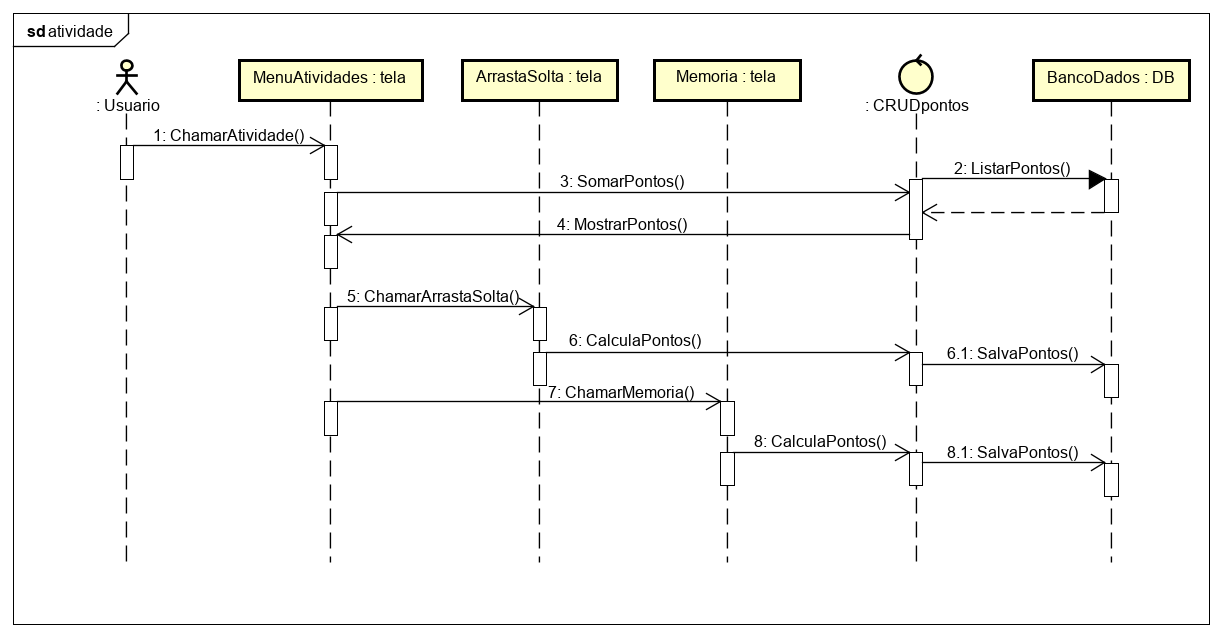 sd atividade
: Usuario
MenuAtividades : tela
ArrastaSolta : tela
Memoria : tela
: CRUDpontos
BancoDados : DB
1: ChamarAtividade()
2: ListarPontos()
3: SomarPontos()
4: MostrarPontos()
5: ChamarArrastaSolta()
6: CalculaPontos()
6.1: SalvaPontos()
7: ChamarMemoria()
8: CalculaPontos()
8.1: SalvaPontos()